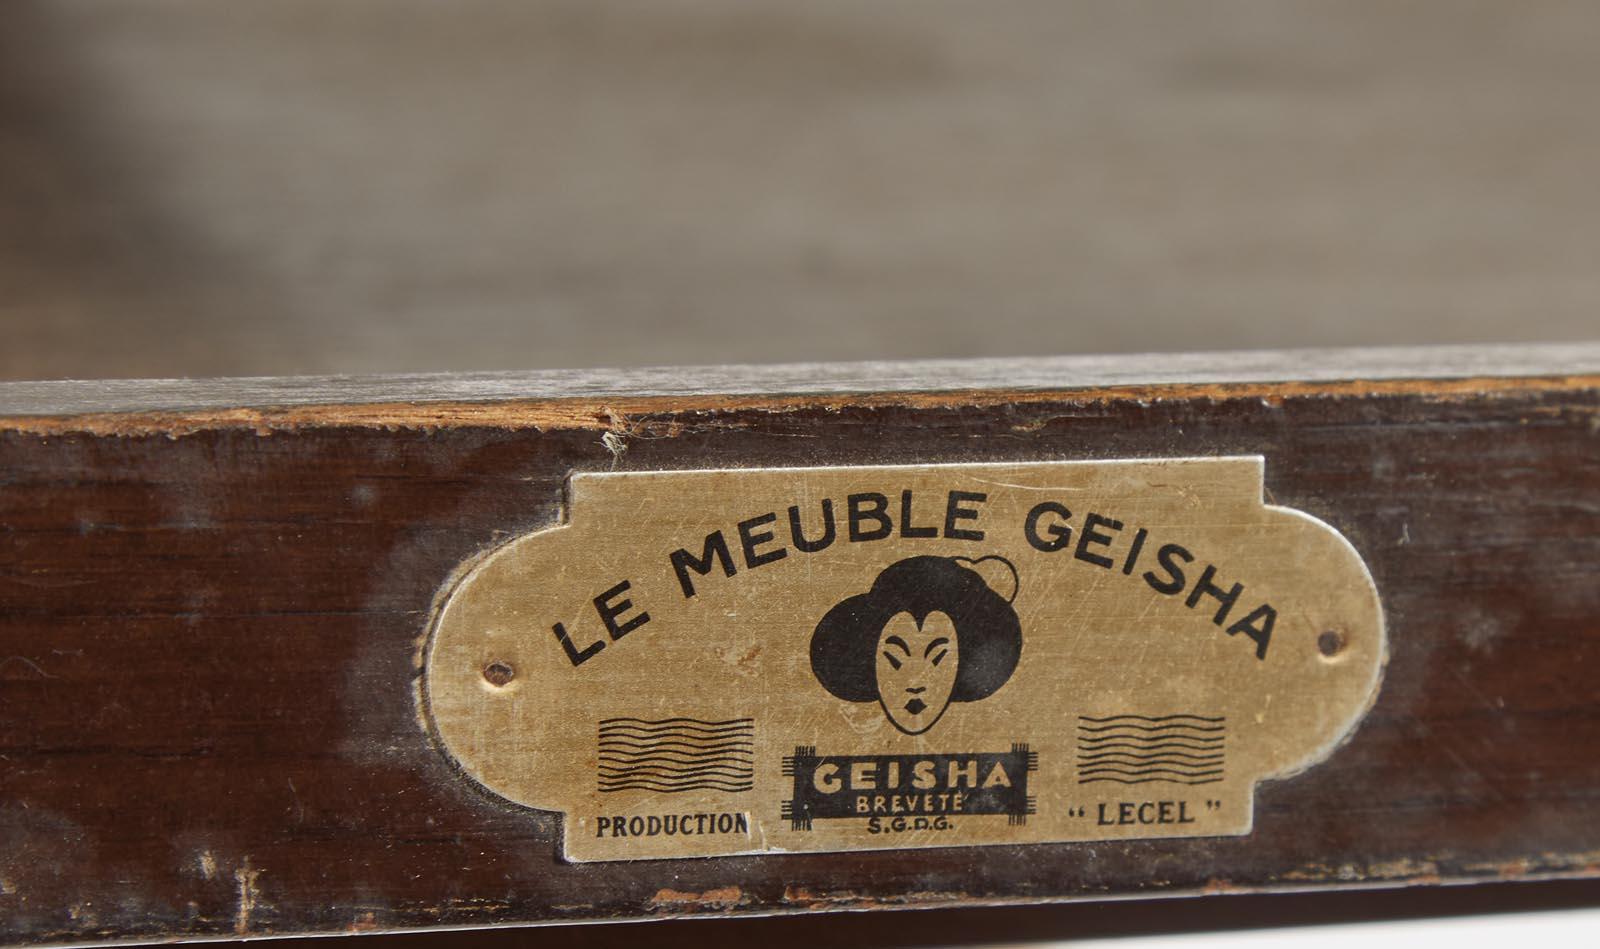 LE MEUBLE GEISHA
GEISHA
BREVETÉ
S.G.D.G.
PRODUCTION
“ LECEL ”